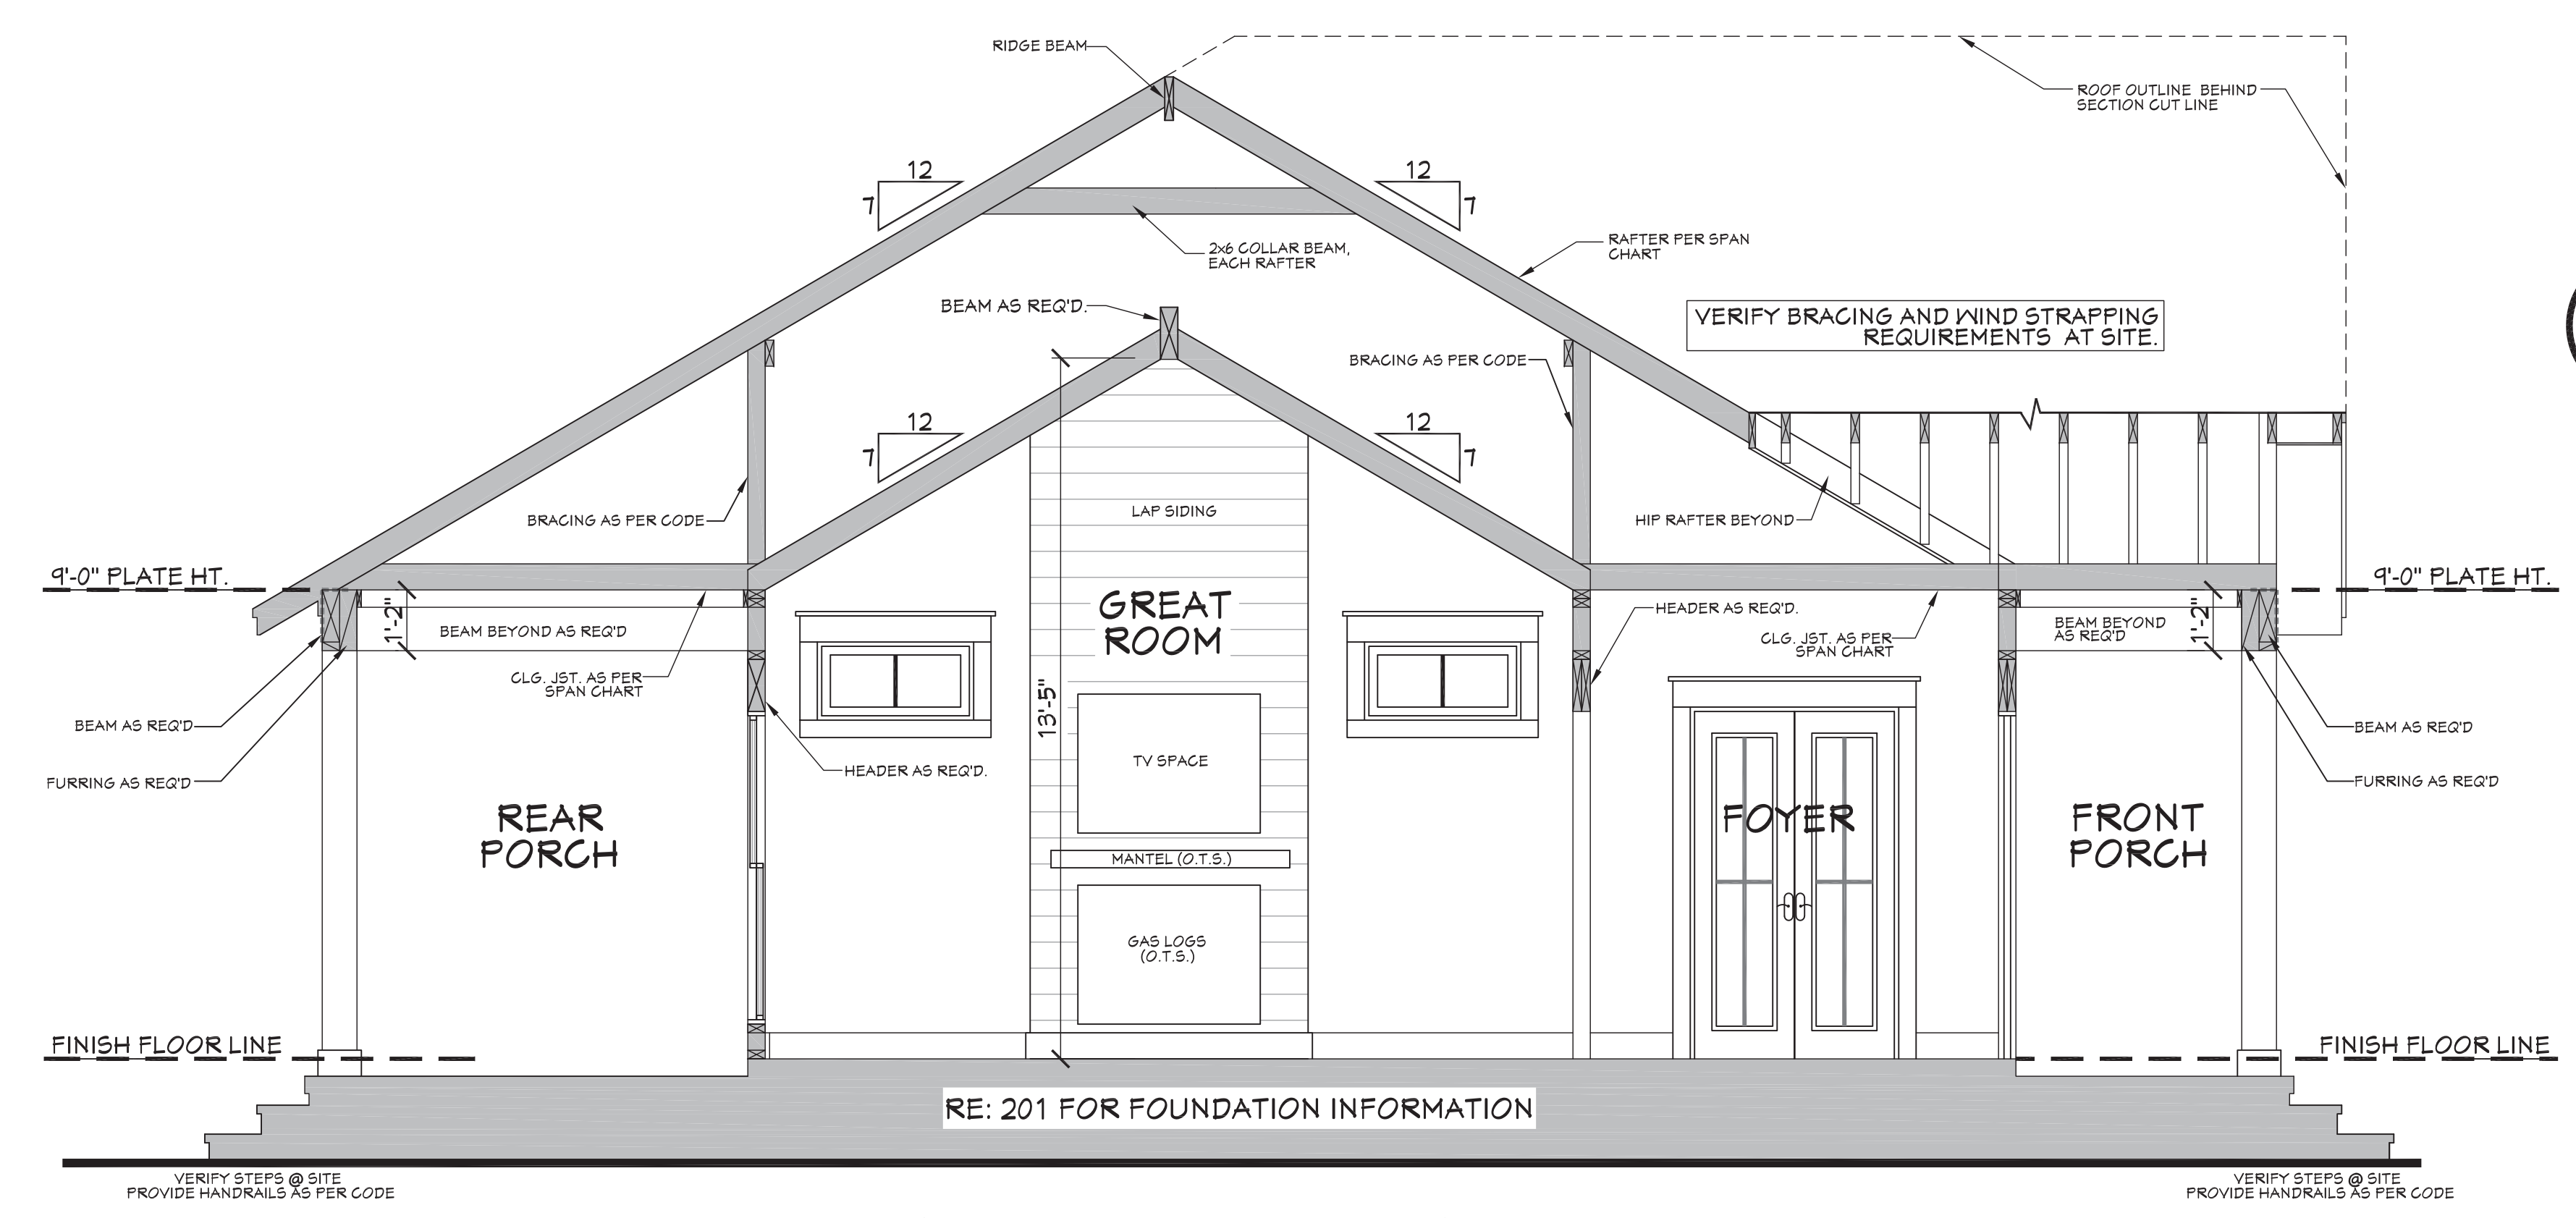 RIDGE BEAM
ROOF OUTLINE BEHIND
SECTION CUT LINE
12
7
12
7
2x6 COLLAR BEAM,
EACH RAFTER
RAFTER PER SPAN
CHART
BEAM AS REQ'D.
VERIFY BRACING AND WIND STRAPPING
REQUIREMENTS AT SITE.
BRACING AS PER CODE
12
7
12
7
LAP SIDING
BRACING AS PER CODE
HIP RAFTER BEYOND
9'-0" PLATE HT.
9'-0" PLATE HT.
1'-2"
BEAM BEYOND AS REQ'D
GREAT
ROOM
HEADER AS REQ'D.
CLG. JST. AS PER
SPAN CHART
BEAM BEYOND
AS REQ'D
1'-2"
CLG. JST. AS PER
SPAN CHART
13'-5"
BEAM AS REQ'D
BEAM AS REQ'D
TV SPACE
HEADER AS REQ'D.
FURRING AS REQ'D
FURRING AS REQ'D
REAR
PORCH
FOYER
FRONT
PORCH
MANTEL (O.T.S.)
GAS LOGS
(O.T.S.)
FINISH FLOOR LINE
FINISH FLOOR LINE
RE: 201 FOR FOUNDATION INFORMATION
VERIFY STEPS @ SITE
PROVIDE HANDRAILS AS PER CODE
VERIFY STEPS @ SITE
PROVIDE HANDRAILS AS PER CODE